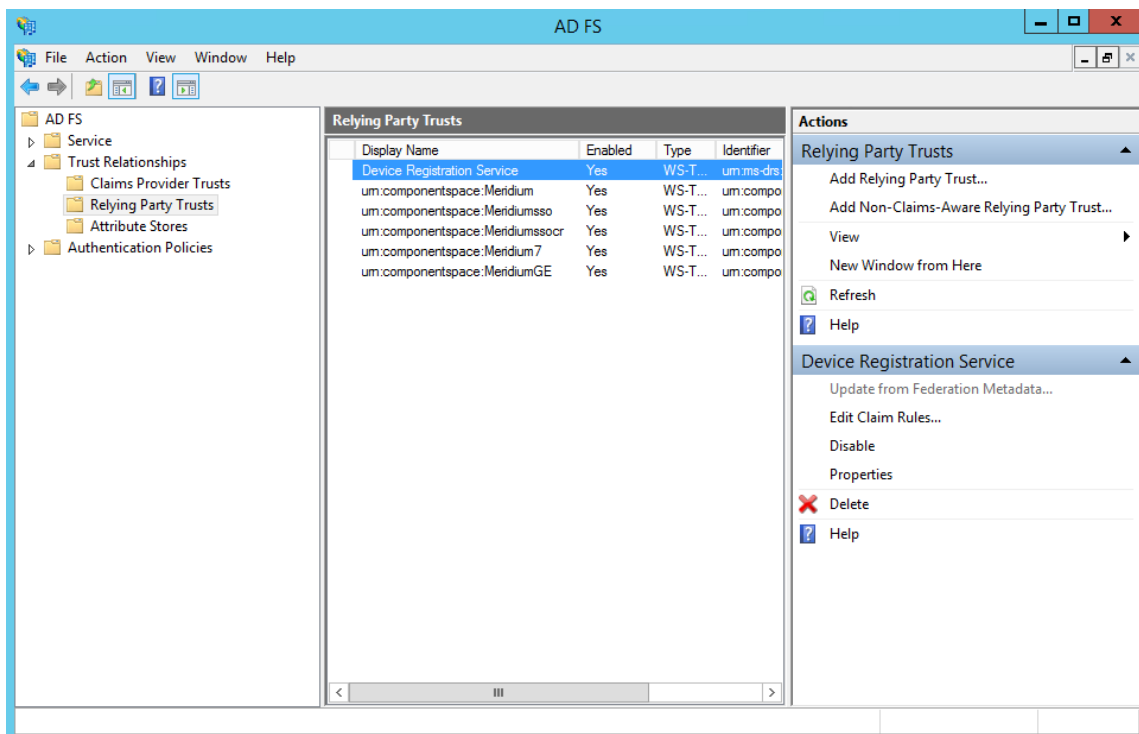 AD FS
File Action View Window Help
AD FS
Service
Trust Relationships
Claims Provider Trusts
Relying Party Trusts
Attribute Stores
Authentication Policies
Relying Party Trusts
Display Name Enabled Type Identifier
Device Registration Service Yes WS-T... urn:ms-drs:
urn:componentspace:Meridium Yes WS-T... urn:compo
urn:componentspace:Meridiumsso Yes WS-T... urn:compo
urn:componentspace:Meridiumssocr Yes WS-T... urn:compo
urn:componentspace:Meridium7 Yes WS-T... urn:compo
urn:componentspace:MeridiumGE Yes WS-T... urn:compo
Actions
Relying Party Trusts
Add Relying Party Trust...
Add Non-Claims-Aware Relying Party Trust...
View
New Window from Here
Refresh
Help
Device Registration Service
Update from Federation Metadata...
Edit Claim Rules...
Disable
Properties
Delete
Help